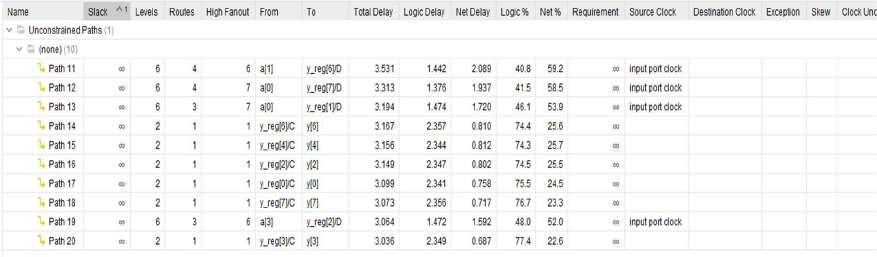 Name Slack ^1 Levels Routes High Fanout From To Total Delay Logic Delay Net Delay Logic % Net % Requirement Source Clock Destination Clock Exception Skew Clock Unc
Unconstrained Paths (1)
(none) (10)
Path 11 ∞ 6 4 6 a[1] y_reg[6]/D 3.531 1.442 2.089 40.8 59.2 ∞ input port clock
Path 12 ∞ 6 4 7 a[0] y_reg[7]/D 3.313 1.376 1.937 41.5 58.5 ∞ input port clock
Path 13 ∞ 6 3 7 a[0] y_reg[1]/D 3.194 1.474 1.720 46.1 53.9 ∞ input port clock
Path 14 ∞ 2 1 1 y_reg[6]/C y[6] 3.167 2.357 0.810 74.4 25.6 ∞
Path 15 ∞ 2 1 1 y_reg[4]/C y[4] 3.156 2.344 0.812 74.3 25.7 ∞
Path 16 ∞ 2 1 1 y_reg[2]/C y[2] 3.149 2.347 0.802 74.5 25.5 ∞
Path 17 ∞ 2 1 1 y_reg[0]/C y[0] 3.099 2.341 0.758 75.5 24.5 ∞
Path 18 ∞ 2 1 1 y_reg[7]/C y[7] 3.073 2.356 0.717 76.7 23.3 ∞
Path 19 ∞ 6 3 6 a[3] y_reg[2]/D 3.064 1.472 1.592 48.0 52.0 ∞ input port clock
Path 20 ∞ 2 1 1 y_reg[3]/C y[3] 3.036 2.349 0.687 77.4 22.6 ∞